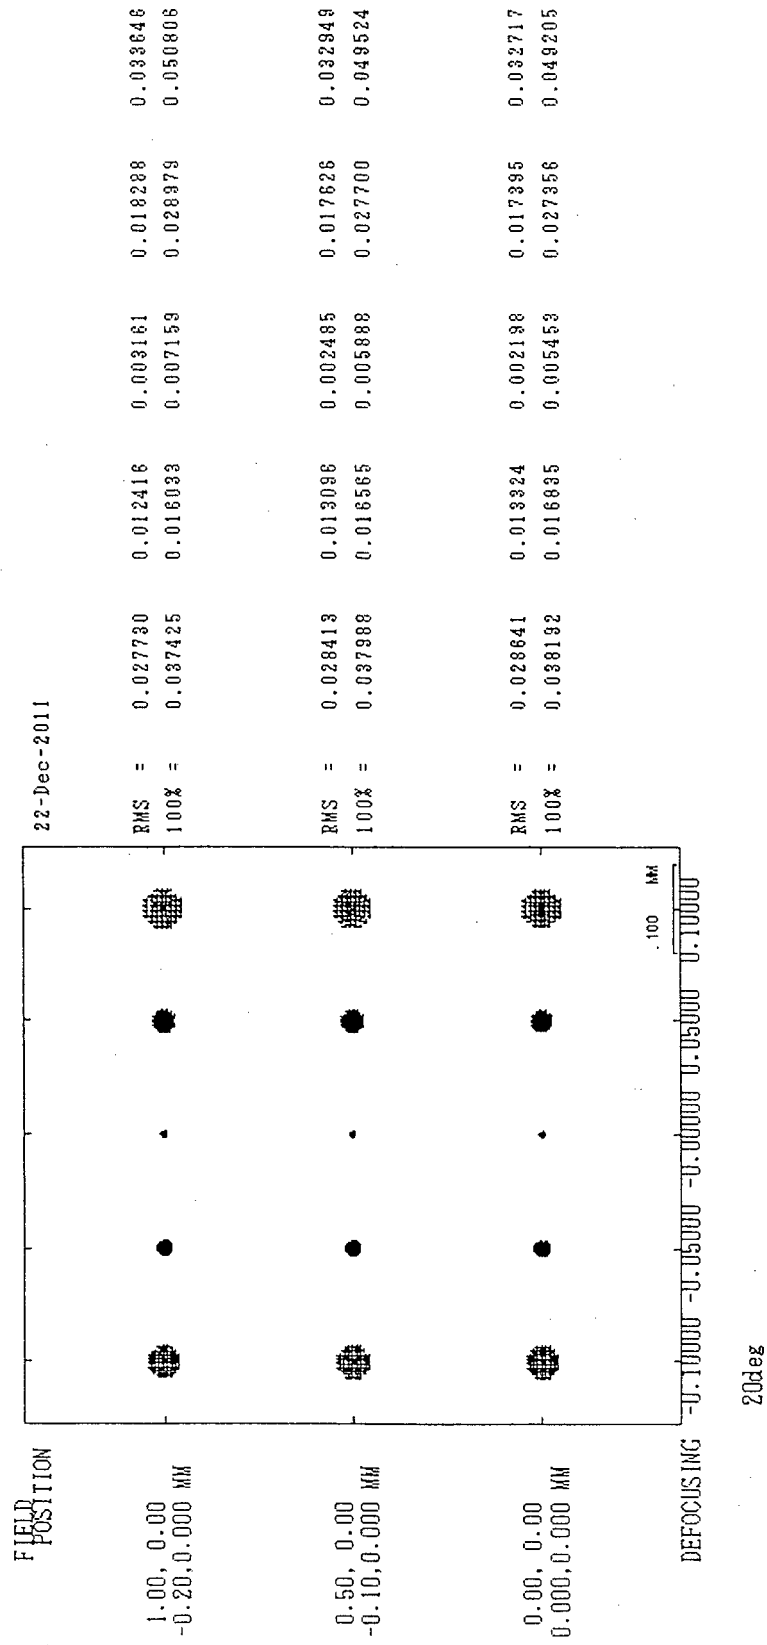 FIELD
POSITION
22-Dec-2011
1.00, 0.00
-0.20,0.000 MM
RMS = 0.027730 0.012416 0.003161 0.018288 0.033646
100% = 0.037425 0.016033 0.007159 0.028979 0.050806
0.50, 0.00
-0.10,0.000 MM
RMS = 0.028413 0.013096 0.002485 0.017626 0.032949
100% = 0.037988 0.016565 0.005888 0.027700 0.049524
0.00, 0.00
0.000,0.000 MM
RMS = 0.028641 0.013324 0.002198 0.017395 0.032717
100% = 0.038192 0.016835 0.005453 0.027356 0.049205
.100 MM
DEFOCUSING -0.10000 -0.05000 -0.00000 0.05000 0.10000
20deg